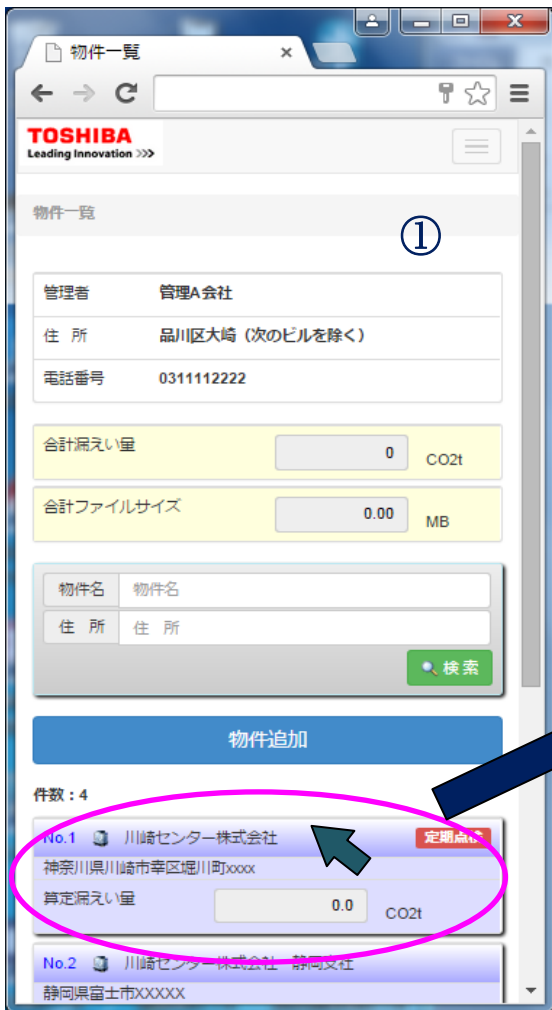 物件一覧
TOSHIBA
Leading Innovation >>>
物件一覧
①
管理者 管理A会社
住 所 品川区大崎（次のビルを除く）
電話番号 0311112222
合計漏えい量 0 CO2t
合計ファイルサイズ 0.00 MB
物件名 物件名
住 所 住 所
検索
物件追加
件数：4
No.1 川崎センター株式会社 定期点検
神奈川県川崎市幸区堀川町xxxx
算定漏えい量 0.0 CO2t
No.2 川崎センター株式会社 静岡支社
静岡県富士市XXXXX